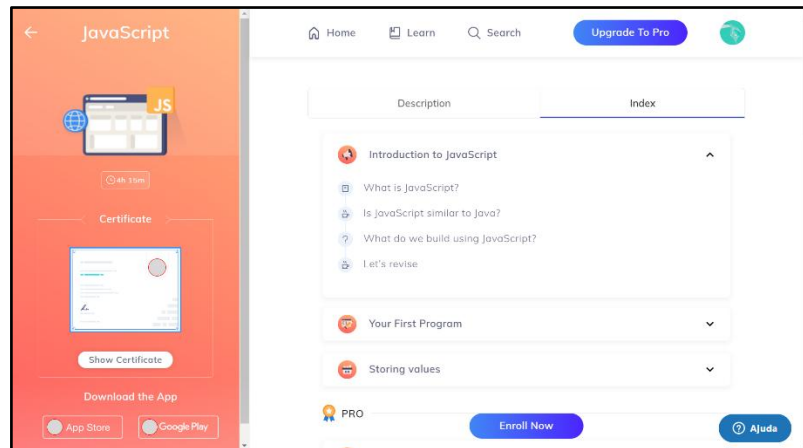 JavaScript
JS
4h 15m
Certificate
Show Certificate
Download the App
App Store
Google Play
Home
Learn
Search
Upgrade To Pro
Description
Index
Introduction to JavaScript
What is JavaScript?
Is JavaScript similar to Java?
? What do we build using JavaScript?
Let's revise
Your First Program
Storing values
PRO
Enroll Now
? Ajuda